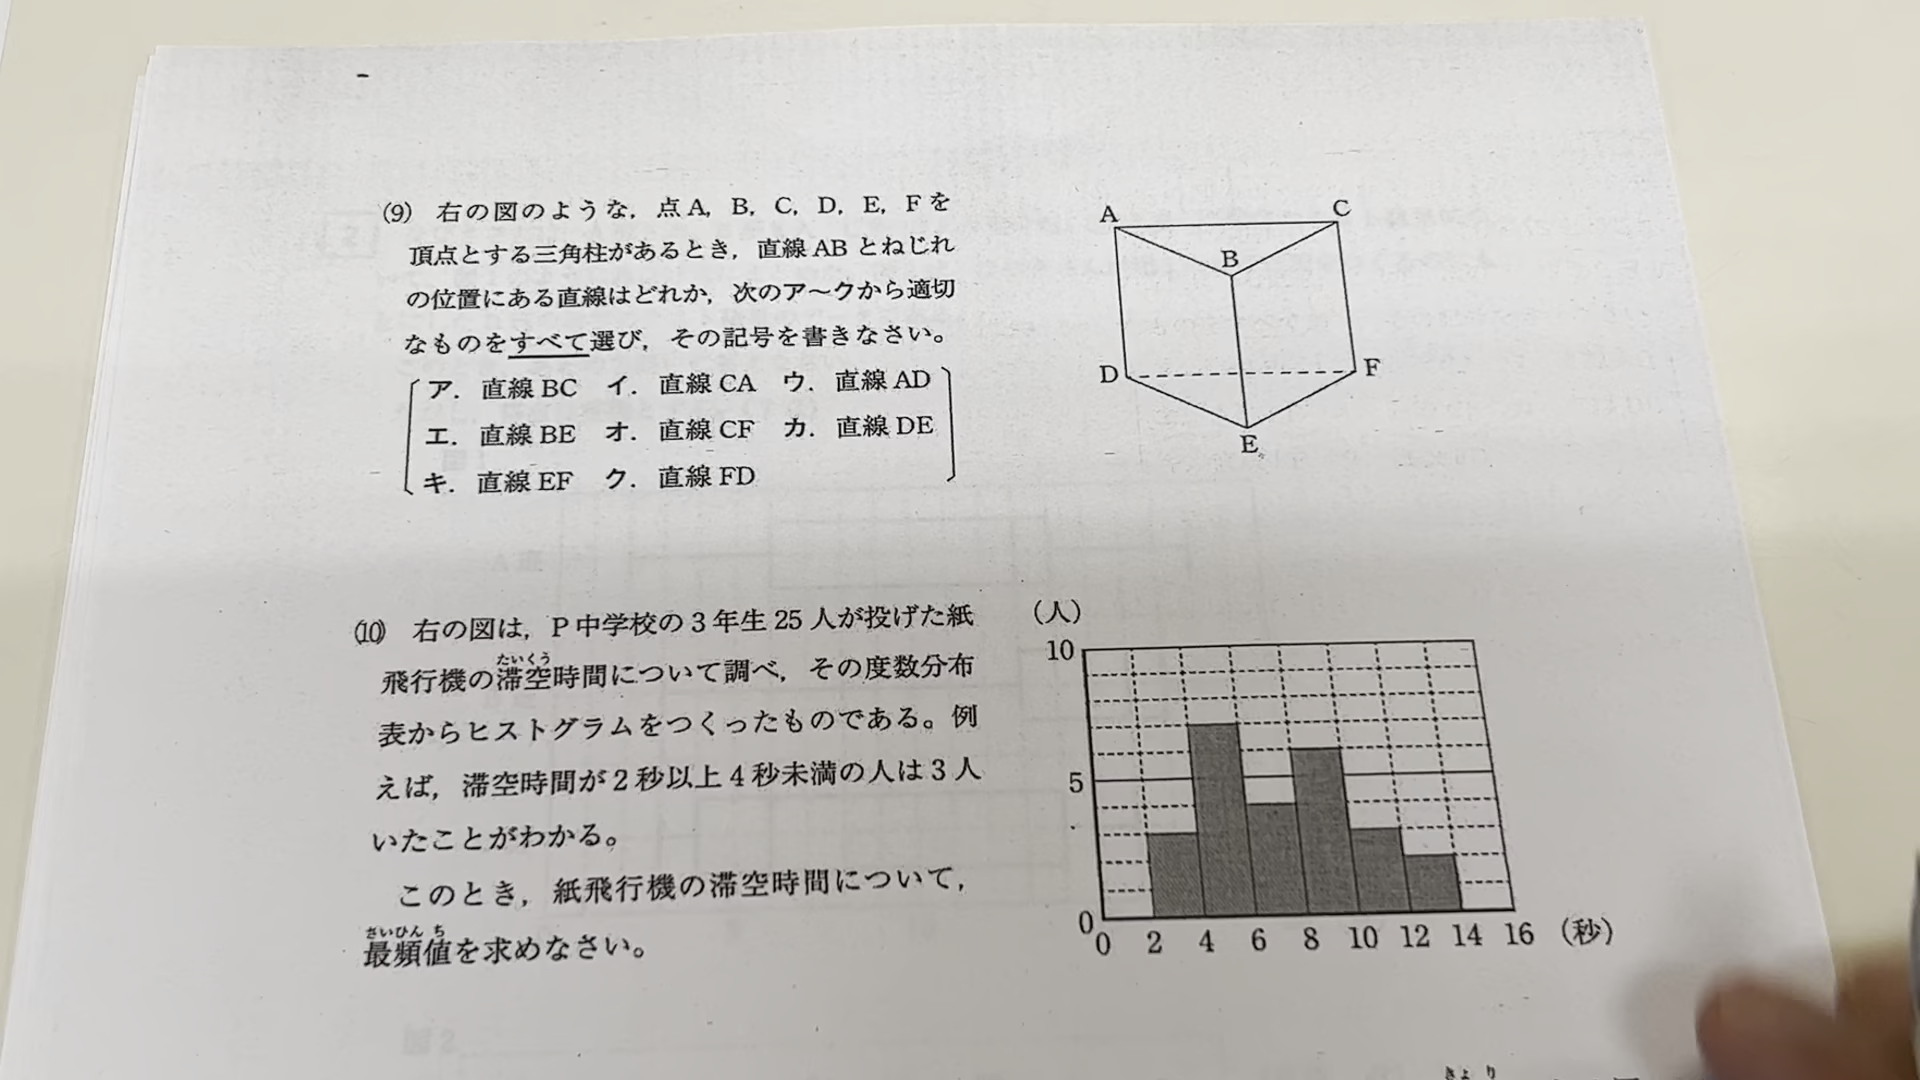 (9) 右の図のような，点A，B，C，D，E，Fを
頂点とする三角柱があるとき，直線ABとねじれ
の位置にある直線はどれか，次のア～クから適切
なものをすべて選び，その記号を書きなさい。
ア．直線BC イ．直線CA ウ．直線AD
エ．直線BE オ．直線CF カ．直線DE
キ．直線EF ク．直線FD
A
C
B
D
F
E
(10) 右の図は，P中学校の3年生25人が投げた紙
たいくう
飛行機の滞空時間について調べ，その度数分布
表からヒストグラムをつくったものである。例
えば，滞空時間が2秒以上4秒未満の人は3人
いたことがわかる。
このとき，紙飛行機の滞空時間について，
さいひんち
最頻値を求めなさい。
(人)
10
5
0
0 2 4 6 8 10 12 14 16 (秒)
きょり